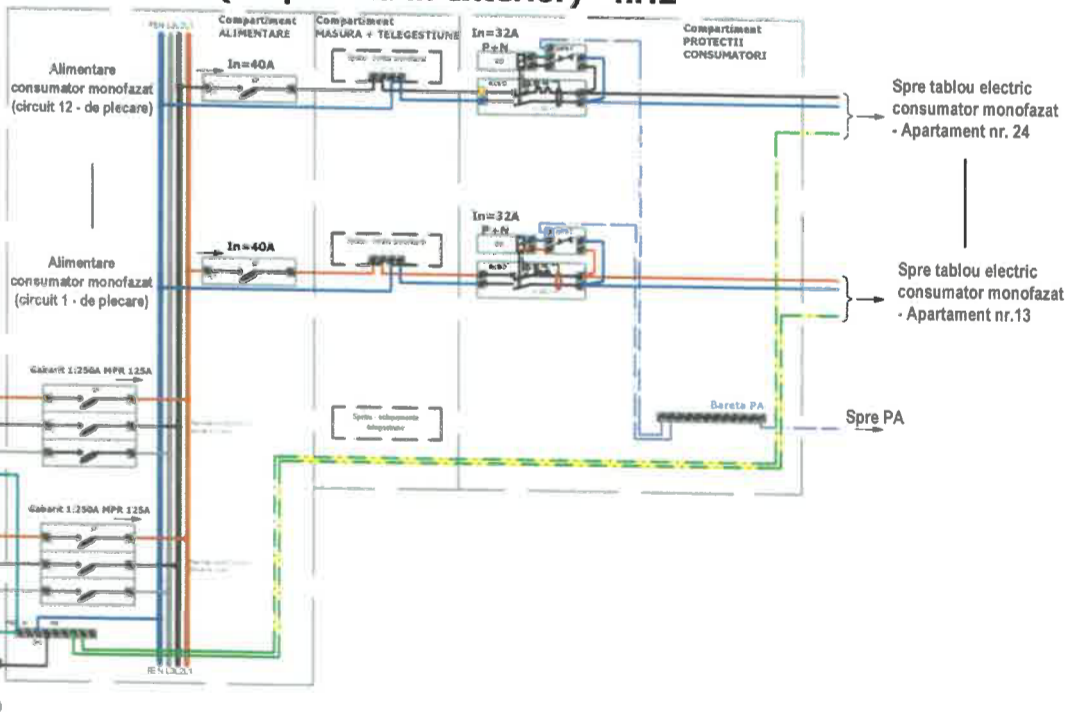 Compartiment
ALIMENTARE
Compartiment
MASURA + TELEGESTIUNE
In=32A
P+N
Compartiment
PROTECTII
CONSUMATORI
In=40A
Alimentare
consumator monofazat
(circuit 12 - de plecare)
Spre tablou electric
consumator monofazat
- Apartament nr. 24
In=32A
P+N
In=40A
Alimentare
consumator monofazat
(circuit 1 - de plecare)
Spre tablou electric
consumator monofazat
- Apartament nr.13
Gabarit 1:250A MPR 125A
Bareta PA
Spre PA
Spatiu - echipamente
telegestiune
Gabarit 1:250A MPR 125A